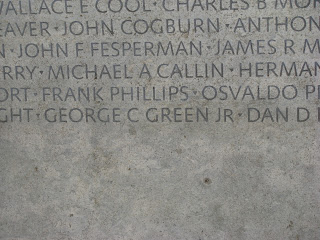 WALLACE E COOL · CHARLES B MOR
EAVER · JOHN COGBURN · ANTHON
N · JOHN F FESPERMAN · JAMES R M
RRY · MICHAEL A CALLIN · HERMAN
ORT · FRANK PHILLIPS · OSVALDO P
GHT · GEORGE C GREEN JR · DAN D